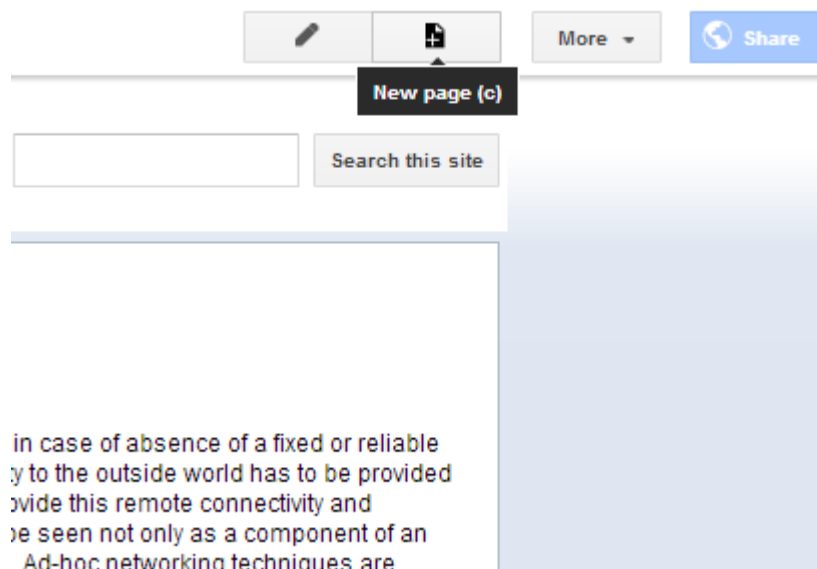 More
Share
New page (c)
Search this site
in case of absence of a fixed or reliable
to the outside world has to be provided
this remote connectivity and
seen not only as a component of an
Ad-hoc networking techniques are